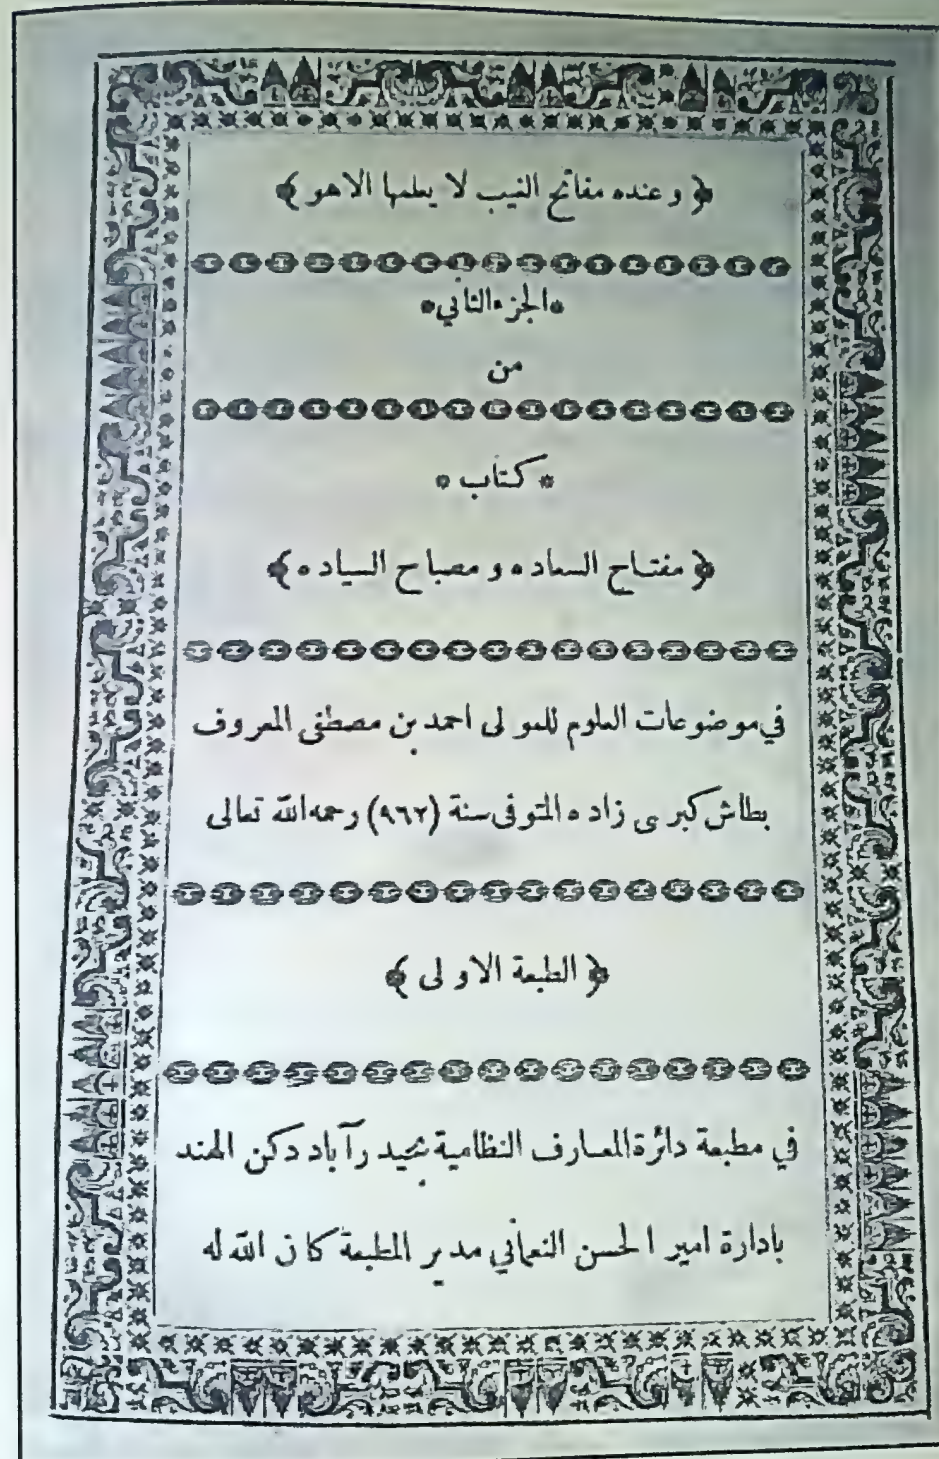 ﴿ وعنده مفاتح الغيب لا يعلمها الا هو ﴾
*الجزء الثاني*
من
* كتاب *
﴿ مفتاح السعاده و مصباح السياده ﴾
في موضوعات العلوم للمولى احمد بن مصطفى المعروف
بطاش كبرى زاده المتوفى سنة (٩٦٢) رحمه الله تعالى
﴿ الطبعة الاولى ﴾
في مطبعة دائرة المعارف النظامية بحيدرآباد دكن الهند
بادارة امير الحسن النعماني مدير المطبعة كان الله له